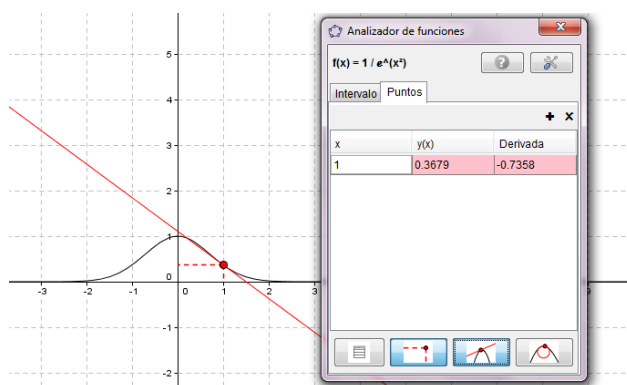 Analizador de funciones
x
f(x) = 1 / e^(x²)
?
Intervalo Puntos
+ x
x y(x) Derivada
1 0.3679 -0.7358
5
4
3
2
1
0
-3 -2 -1 0 1 2 3 9
-1
-2